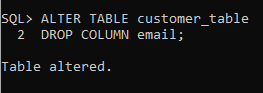 SQL> ALTER TABLE customer_table
2 DROP COLUMN email;
Table altered.